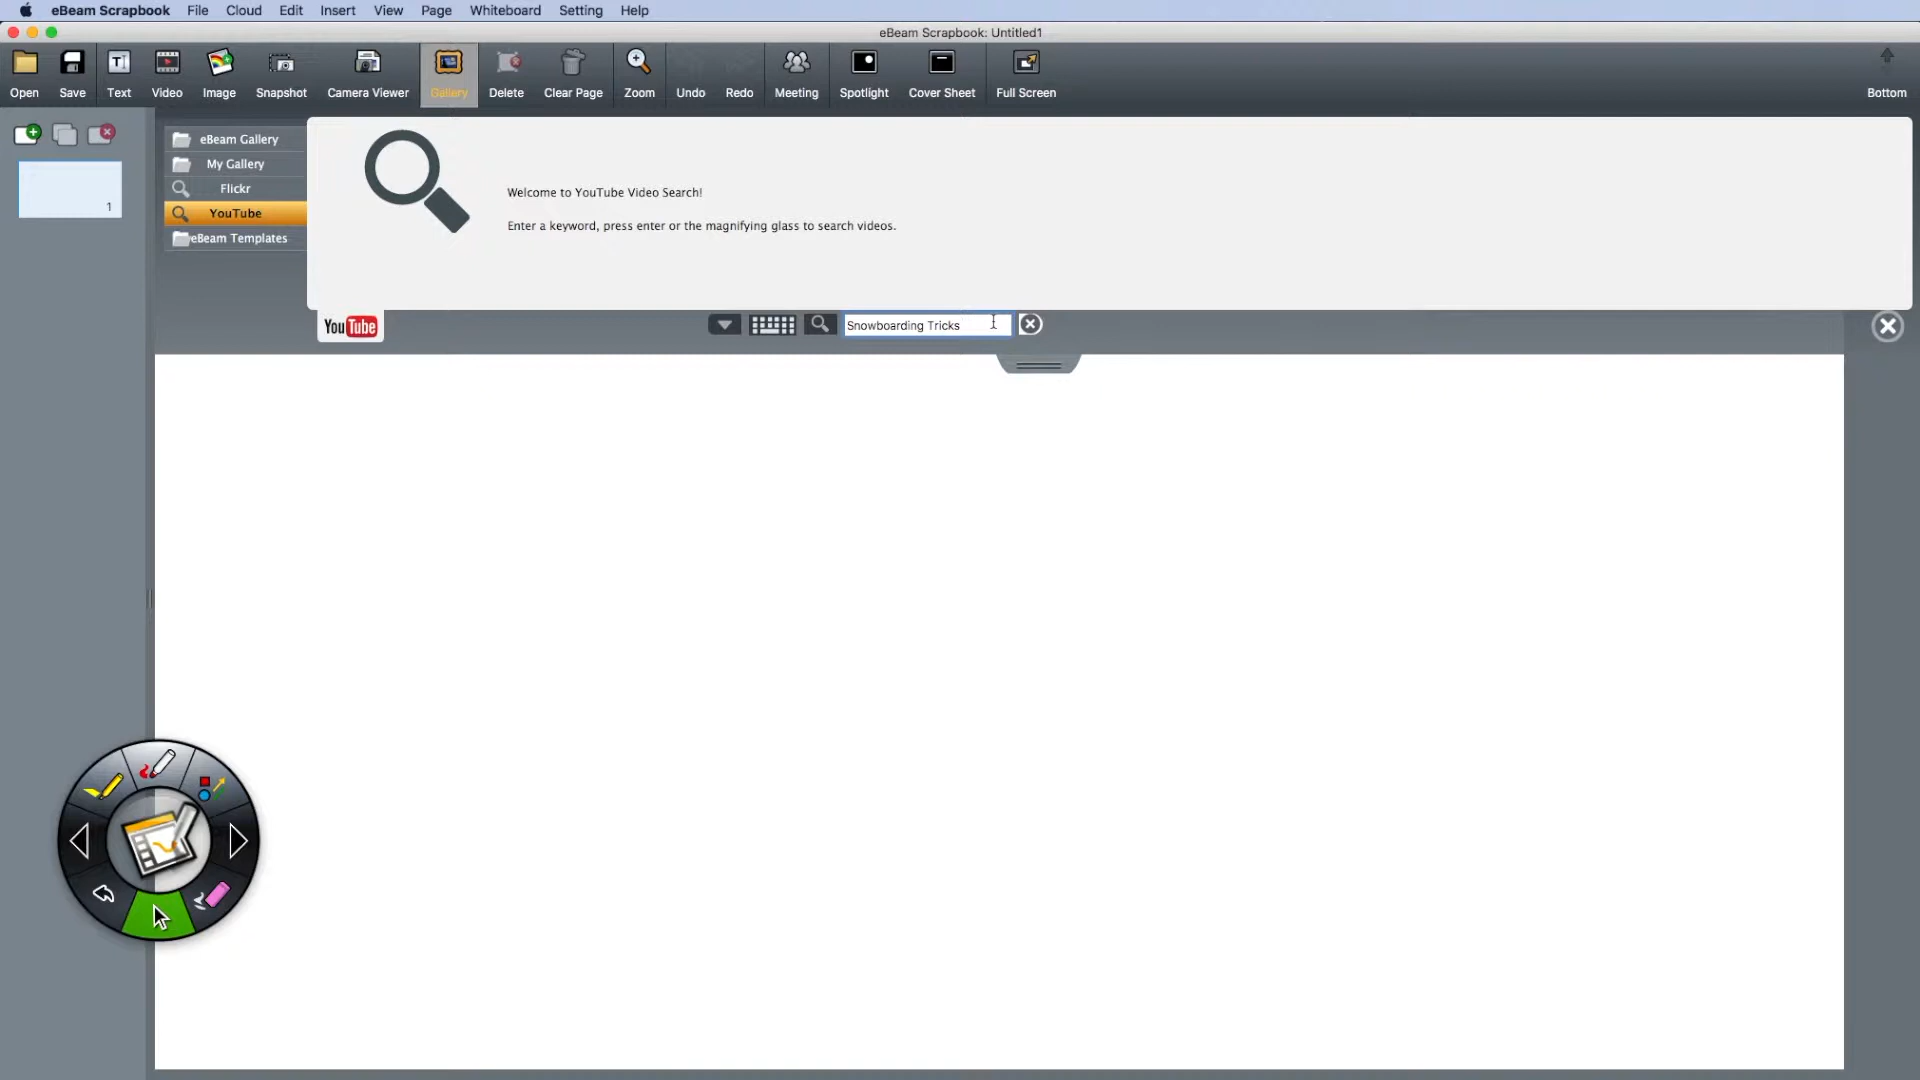 eBeam Scrapbook File Cloud Edit Insert View Page Whiteboard Setting Help
eBeam Scrapbook: Untitled1
Open Save Text Video Image Snapshot Camera Viewer Gallery Delete Clear Page Zoom Undo Redo Meeting Spotlight Cover Sheet Full Screen Bottom
eBeam Gallery
My Gallery
Flickr
YouTube
eBeam Templates
1
Welcome to YouTube Video Search!
Enter a keyword, press enter or the magnifying glass to search videos.
YouTube
Snowboarding Tricks